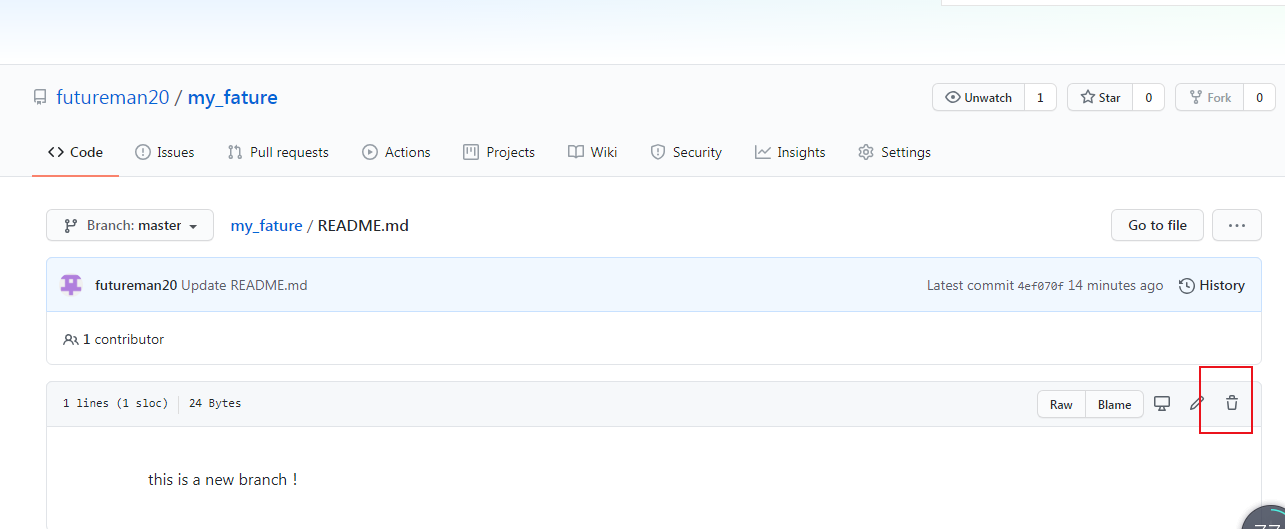 futureman20 / my_fature
Unwatch 1 Star 0 Fork 0
Code Issues Pull requests Actions Projects Wiki Security Insights Settings
Branch: master my_fature / README.md Go to file ...
futureman20 Update README.md Latest commit 4ef070f 14 minutes ago History
1 contributor
1 lines (1 sloc) 24 Bytes Raw Blame
this is a new branch！